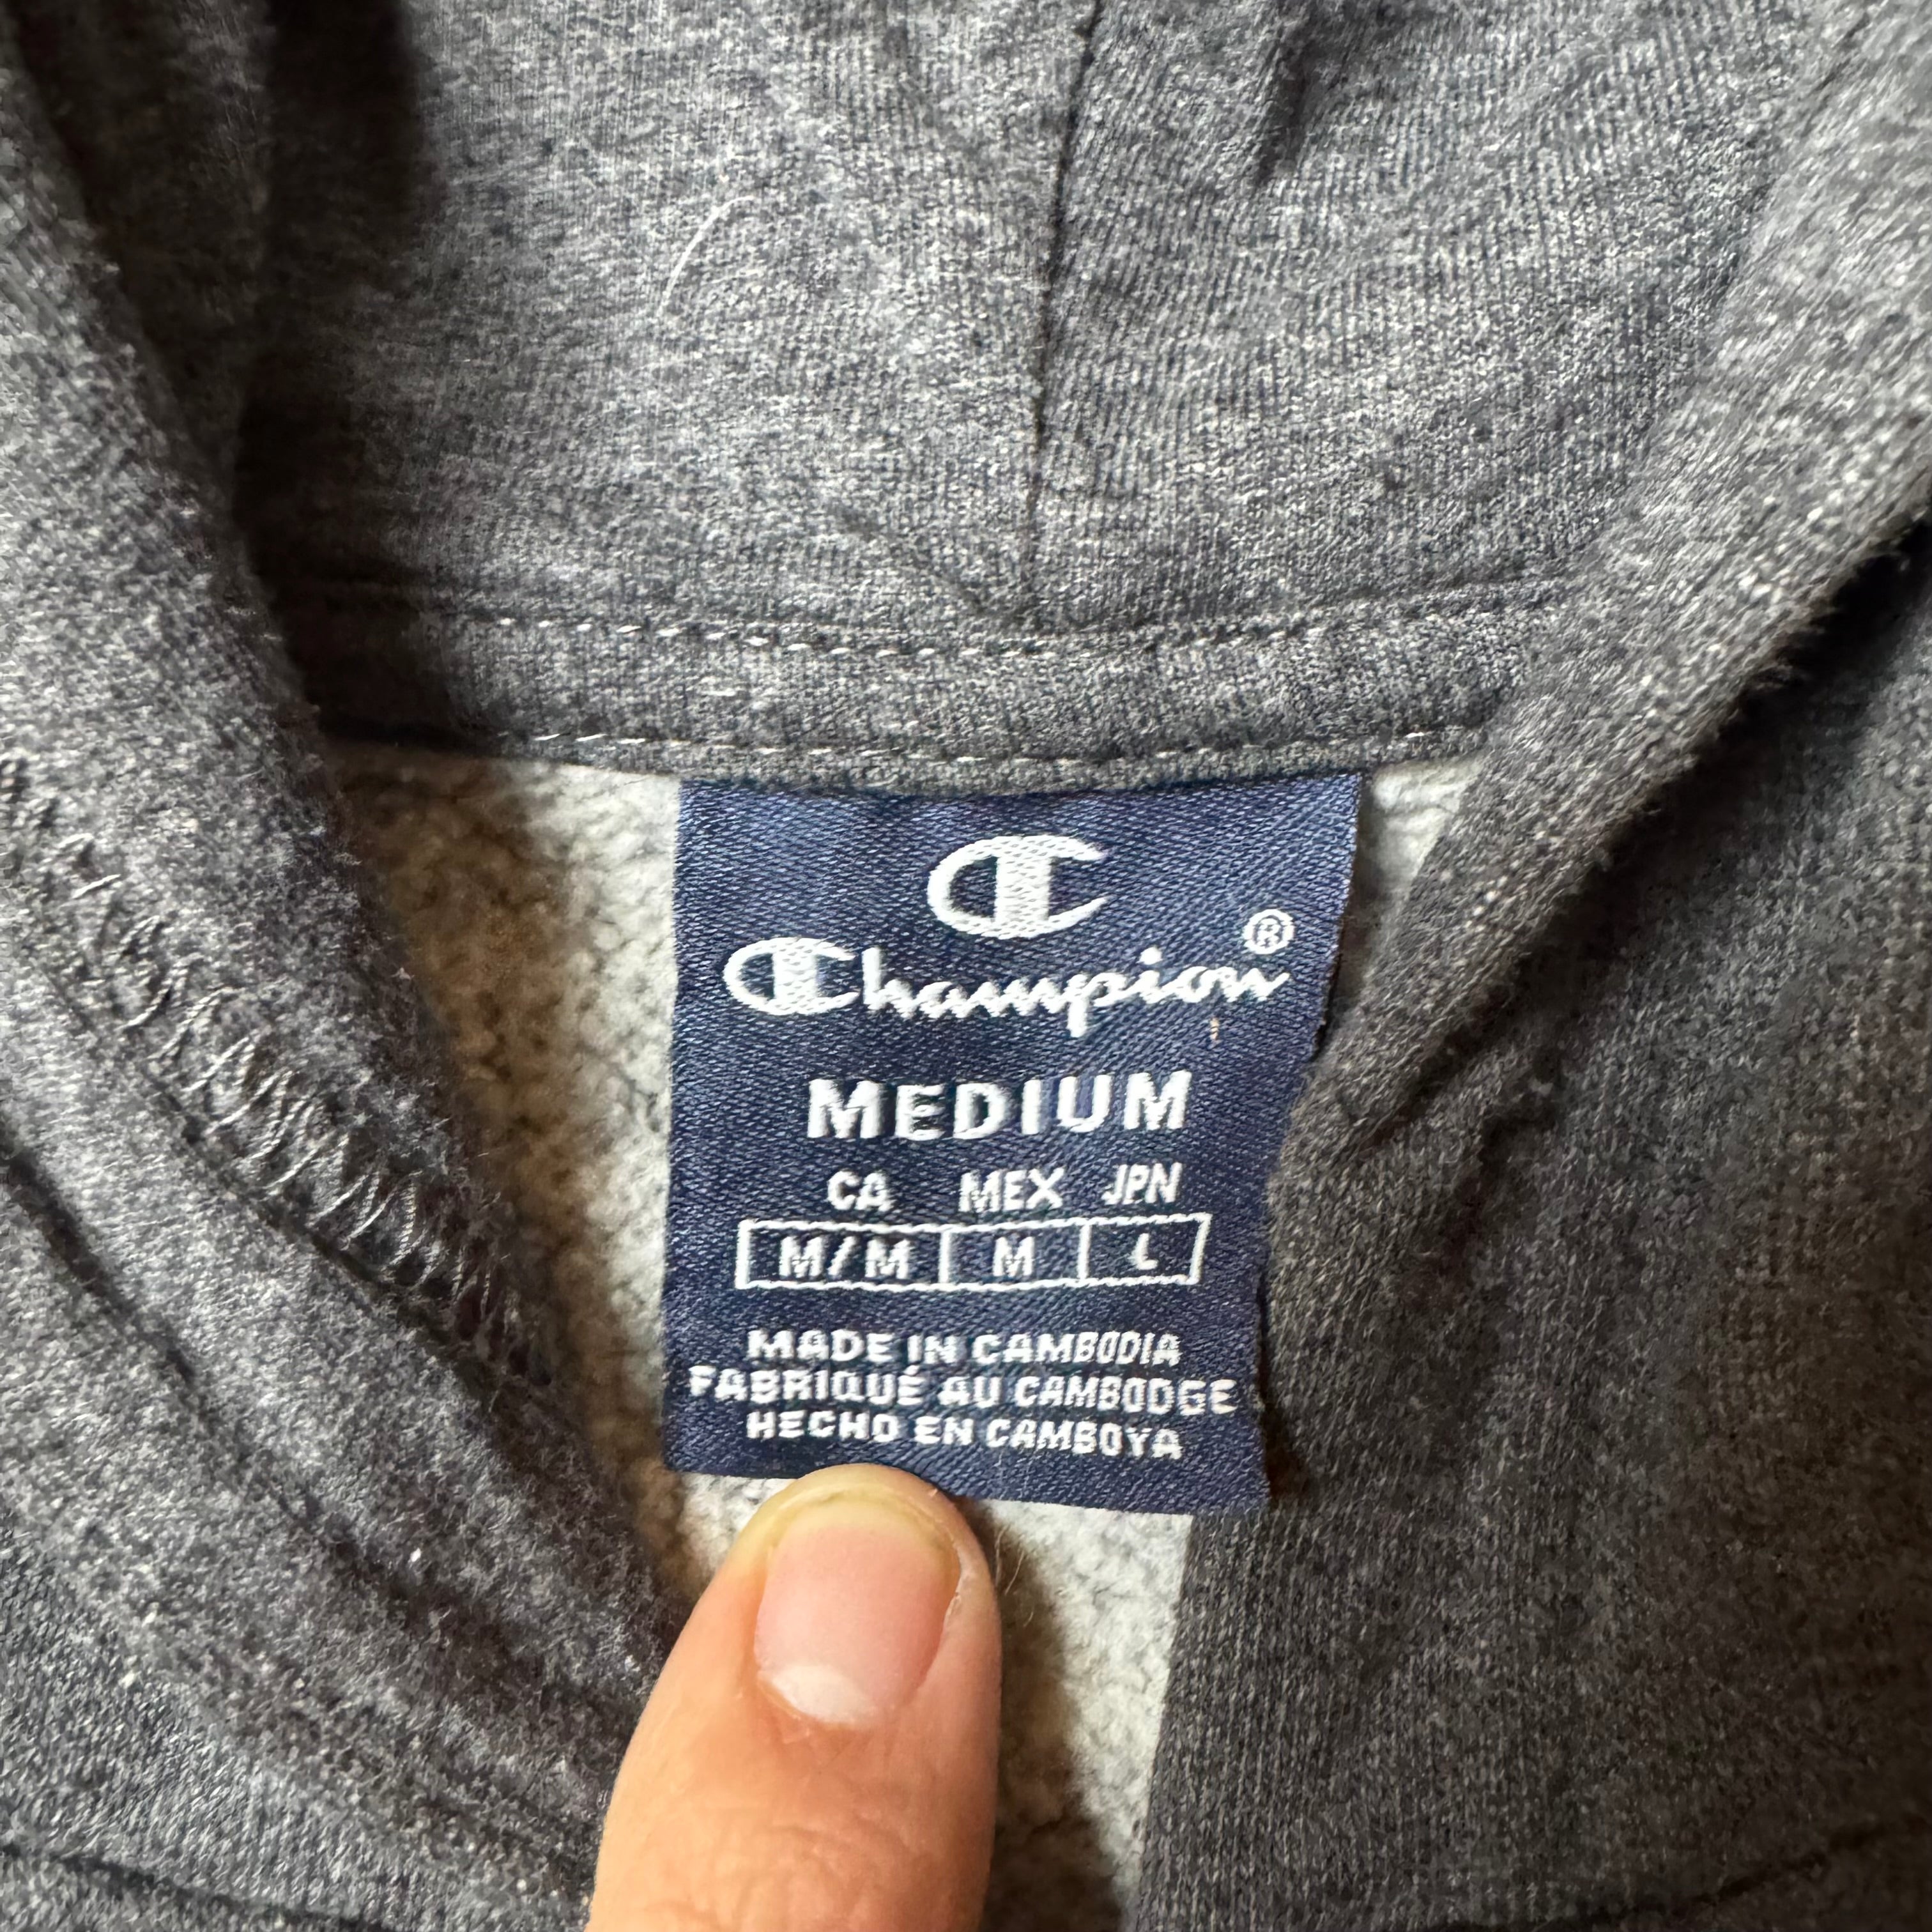 Champion®
MEDIUM
CA MEX JPN
M/M M L
MADE IN CAMBODIA
FABRIQUÉ AU CAMBODGE
HECHO EN CAMBOYA